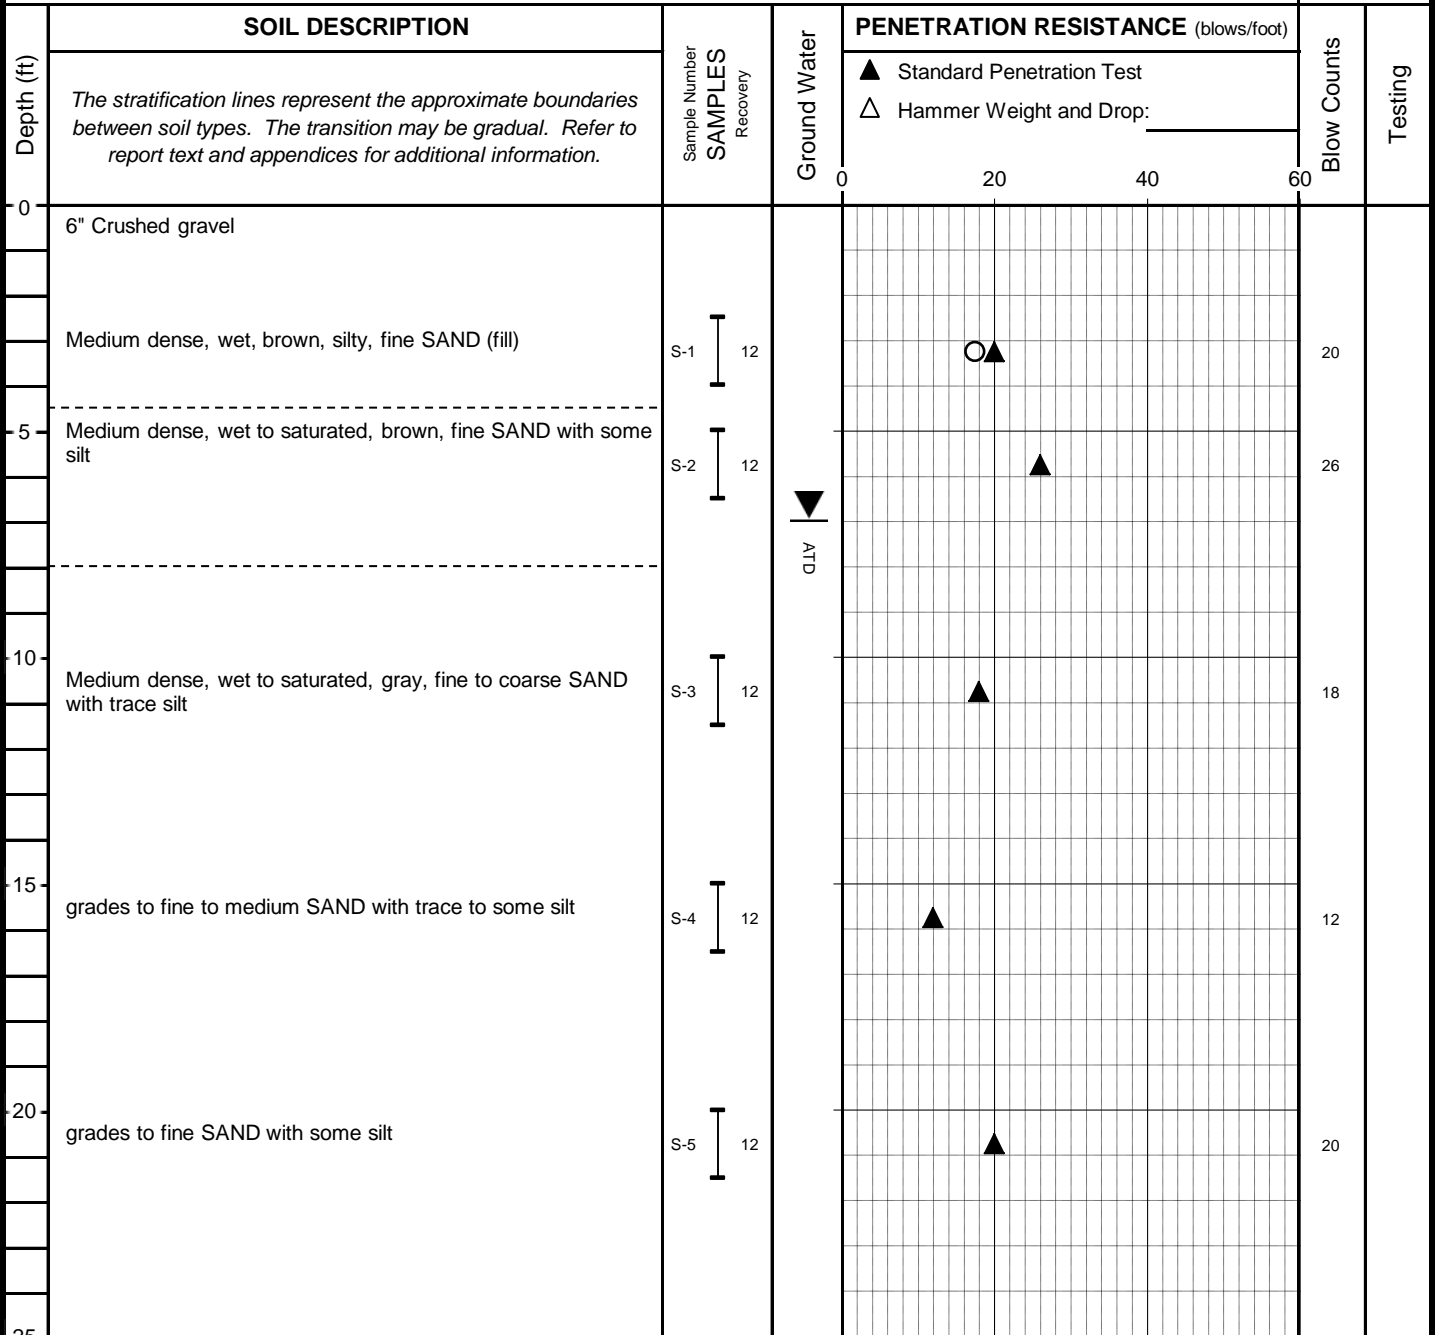 Depth (ft)
SOIL DESCRIPTION
The stratification lines represent the approximate boundaries
between soil types. The transition may be gradual. Refer to
report text and appendices for additional information.
Sample Number
SAMPLES
Recovery
Ground Water
PENETRATION RESISTANCE (blows/foot)
Standard Penetration Test
Hammer Weight and Drop:
0 20 40 60
Blow Counts
Testing
0
6" Crushed gravel
Medium dense, wet, brown, silty, fine SAND (fill)
S-1 12 20
5
Medium dense, wet to saturated, brown, fine SAND with some
silt
S-2 12 26
ATD
10
Medium dense, wet to saturated, gray, fine to coarse SAND
with trace silt
S-3 12 18
15
grades to fine to medium SAND with trace to some silt
S-4 12 12
20
grades to fine SAND with some silt
S-5 12 20
25